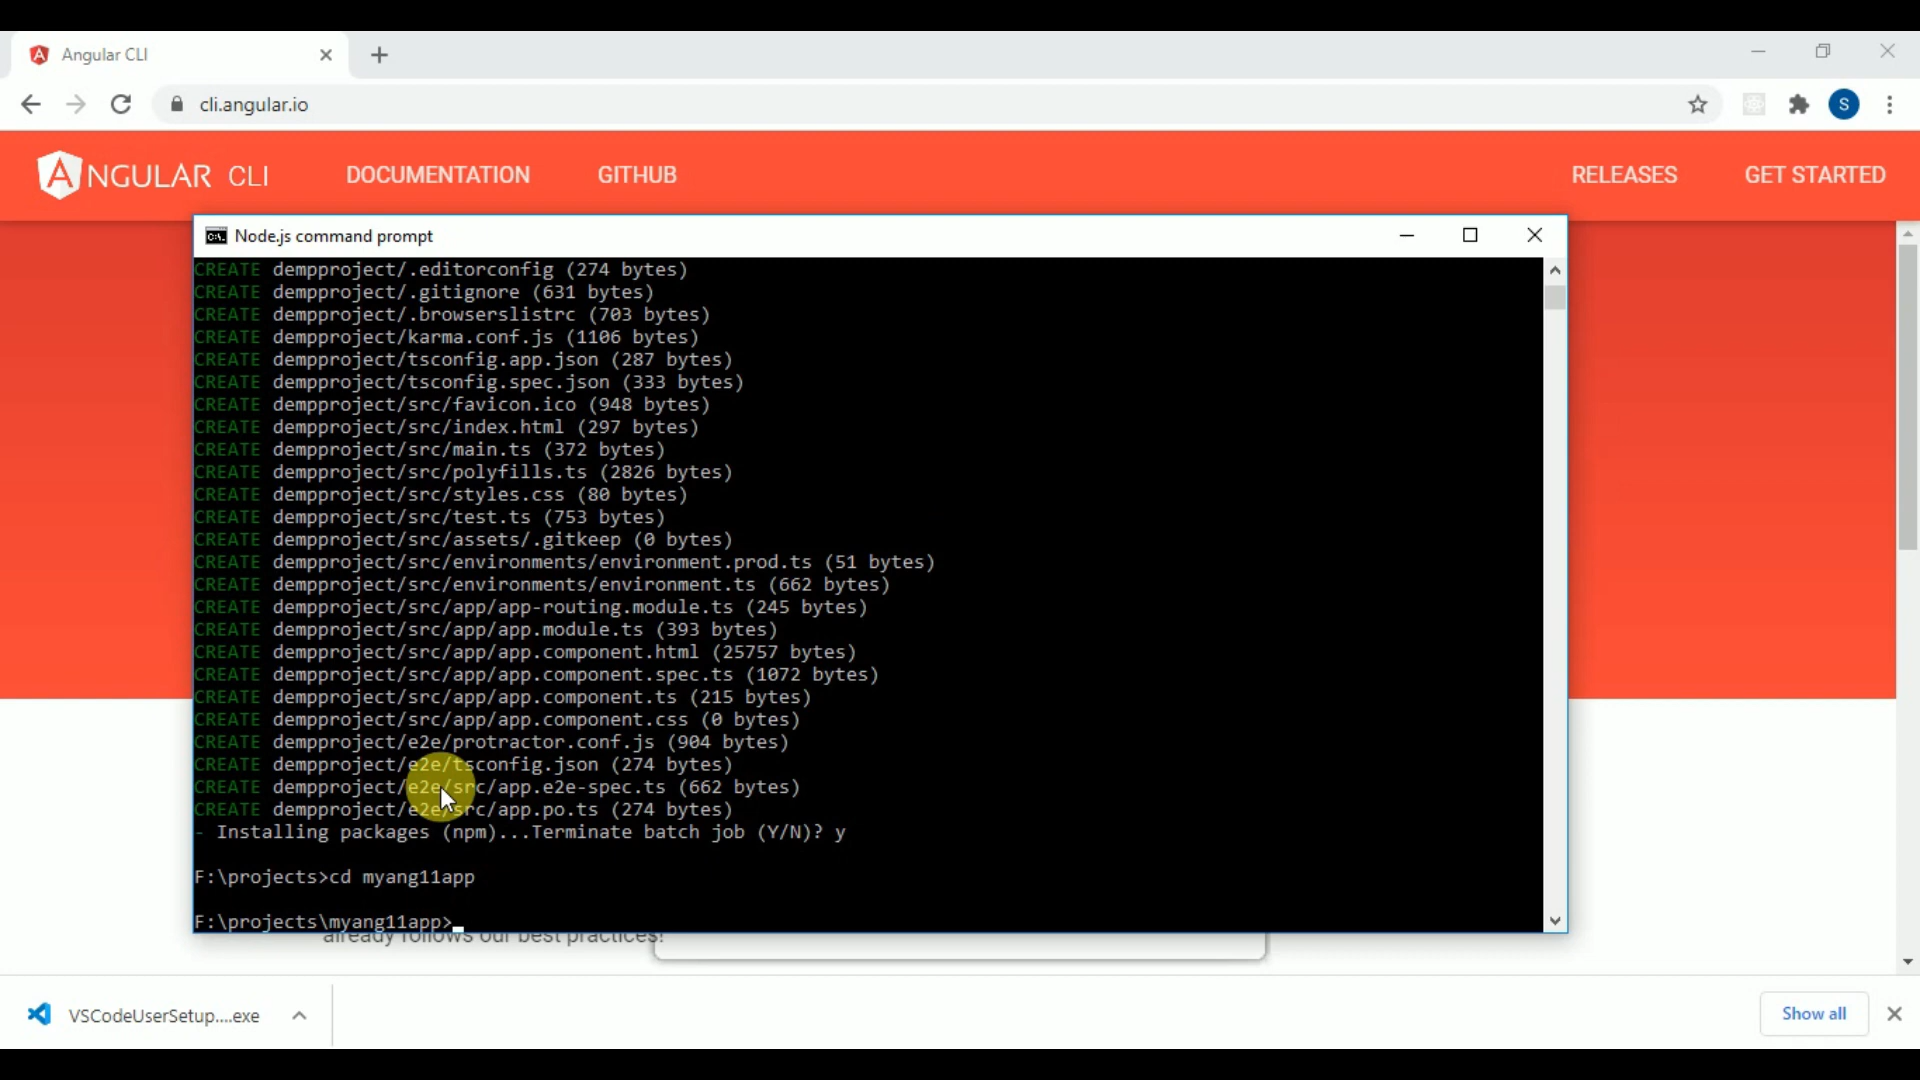 Angular CLI
cli.angular.io
S
ANGULAR CLI DOCUMENTATION GITHUB RELEASES GET STARTED
Node.js command prompt
CREATE dempproject/.editorconfig (274 bytes)
CREATE dempproject/.gitignore (631 bytes)
CREATE dempproject/.browserslistrc (703 bytes)
CREATE dempproject/karma.conf.js (1106 bytes)
CREATE dempproject/tsconfig.app.json (287 bytes)
CREATE dempproject/tsconfig.spec.json (333 bytes)
CREATE dempproject/src/favicon.ico (948 bytes)
CREATE dempproject/src/index.html (297 bytes)
CREATE dempproject/src/main.ts (372 bytes)
CREATE dempproject/src/polyfills.ts (2826 bytes)
CREATE dempproject/src/styles.css (80 bytes)
CREATE dempproject/src/test.ts (753 bytes)
CREATE dempproject/src/assets/.gitkeep (0 bytes)
CREATE dempproject/src/environments/environment.prod.ts (51 bytes)
CREATE dempproject/src/environments/environment.ts (662 bytes)
CREATE dempproject/src/app/app-routing.module.ts (245 bytes)
CREATE dempproject/src/app/app.module.ts (393 bytes)
CREATE dempproject/src/app/app.component.html (25757 bytes)
CREATE dempproject/src/app/app.component.spec.ts (1072 bytes)
CREATE dempproject/src/app/app.component.ts (215 bytes)
CREATE dempproject/src/app/app.component.css (0 bytes)
CREATE dempproject/e2e/protractor.conf.js (904 bytes)
CREATE dempproject/e2e/tsconfig.json (274 bytes)
CREATE dempproject/e2e/src/app.e2e-spec.ts (662 bytes)
CREATE dempproject/e2e/src/app.po.ts (274 bytes)
- Installing packages (npm)...Terminate batch job (Y/N)? y
F:\projects>cd myang11app
F:\projects\myang11app>
already follows our best practices!
VSCodeUserSetup....exe
Show all